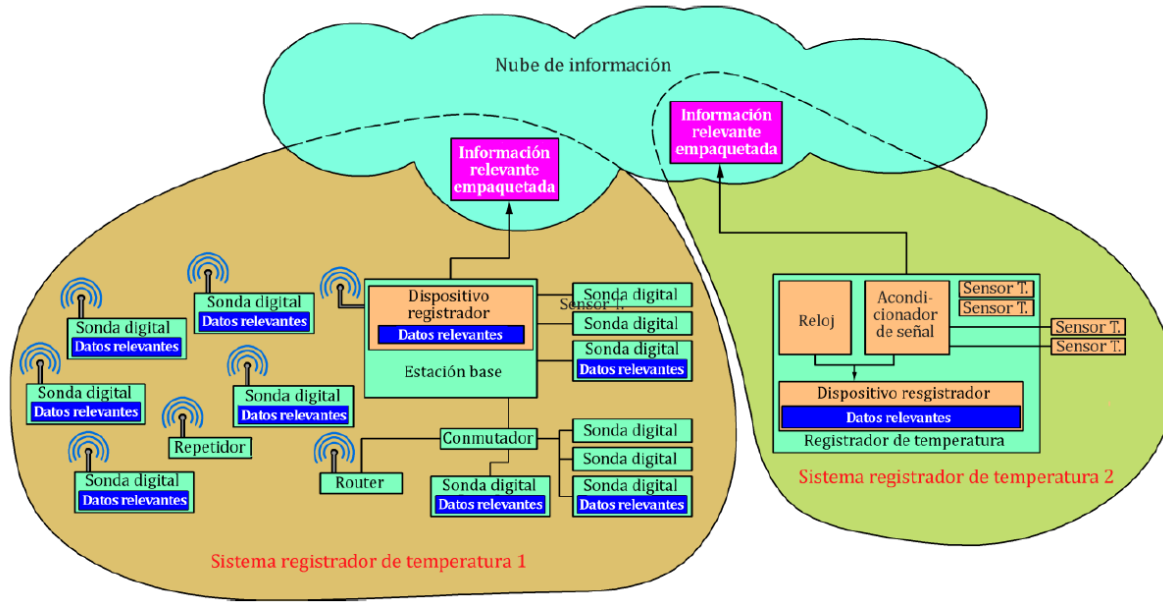 Nube de información
Información
relevante
empaquetada
Información
relevante
empaquetada
Sonda digital
Datos relevantes
Sonda digital
Datos relevantes
Sonda digital
Datos relevantes
Sonda digital
Datos relevantes
Repetidor
Sonda digital
Datos relevantes
Router
Dispositivo
registrador
Datos relevantes
Estación base
Sensor T.
Sonda digital
Sonda digital
Sonda digital
Datos relevantes
Conmutador
Sonda digital
Datos relevantes
Sonda digital
Sonda digital
Sonda digital
Datos relevantes
Sistema registrador de temperatura 1
Reloj
Acondi-
cionador
de señal
Sensor T.
Sensor T.
Sensor T.
Sensor T.
Dispositivo resgistrador
Datos relevantes
Registrador de temperatura
Sistema registrador de temperatura 2